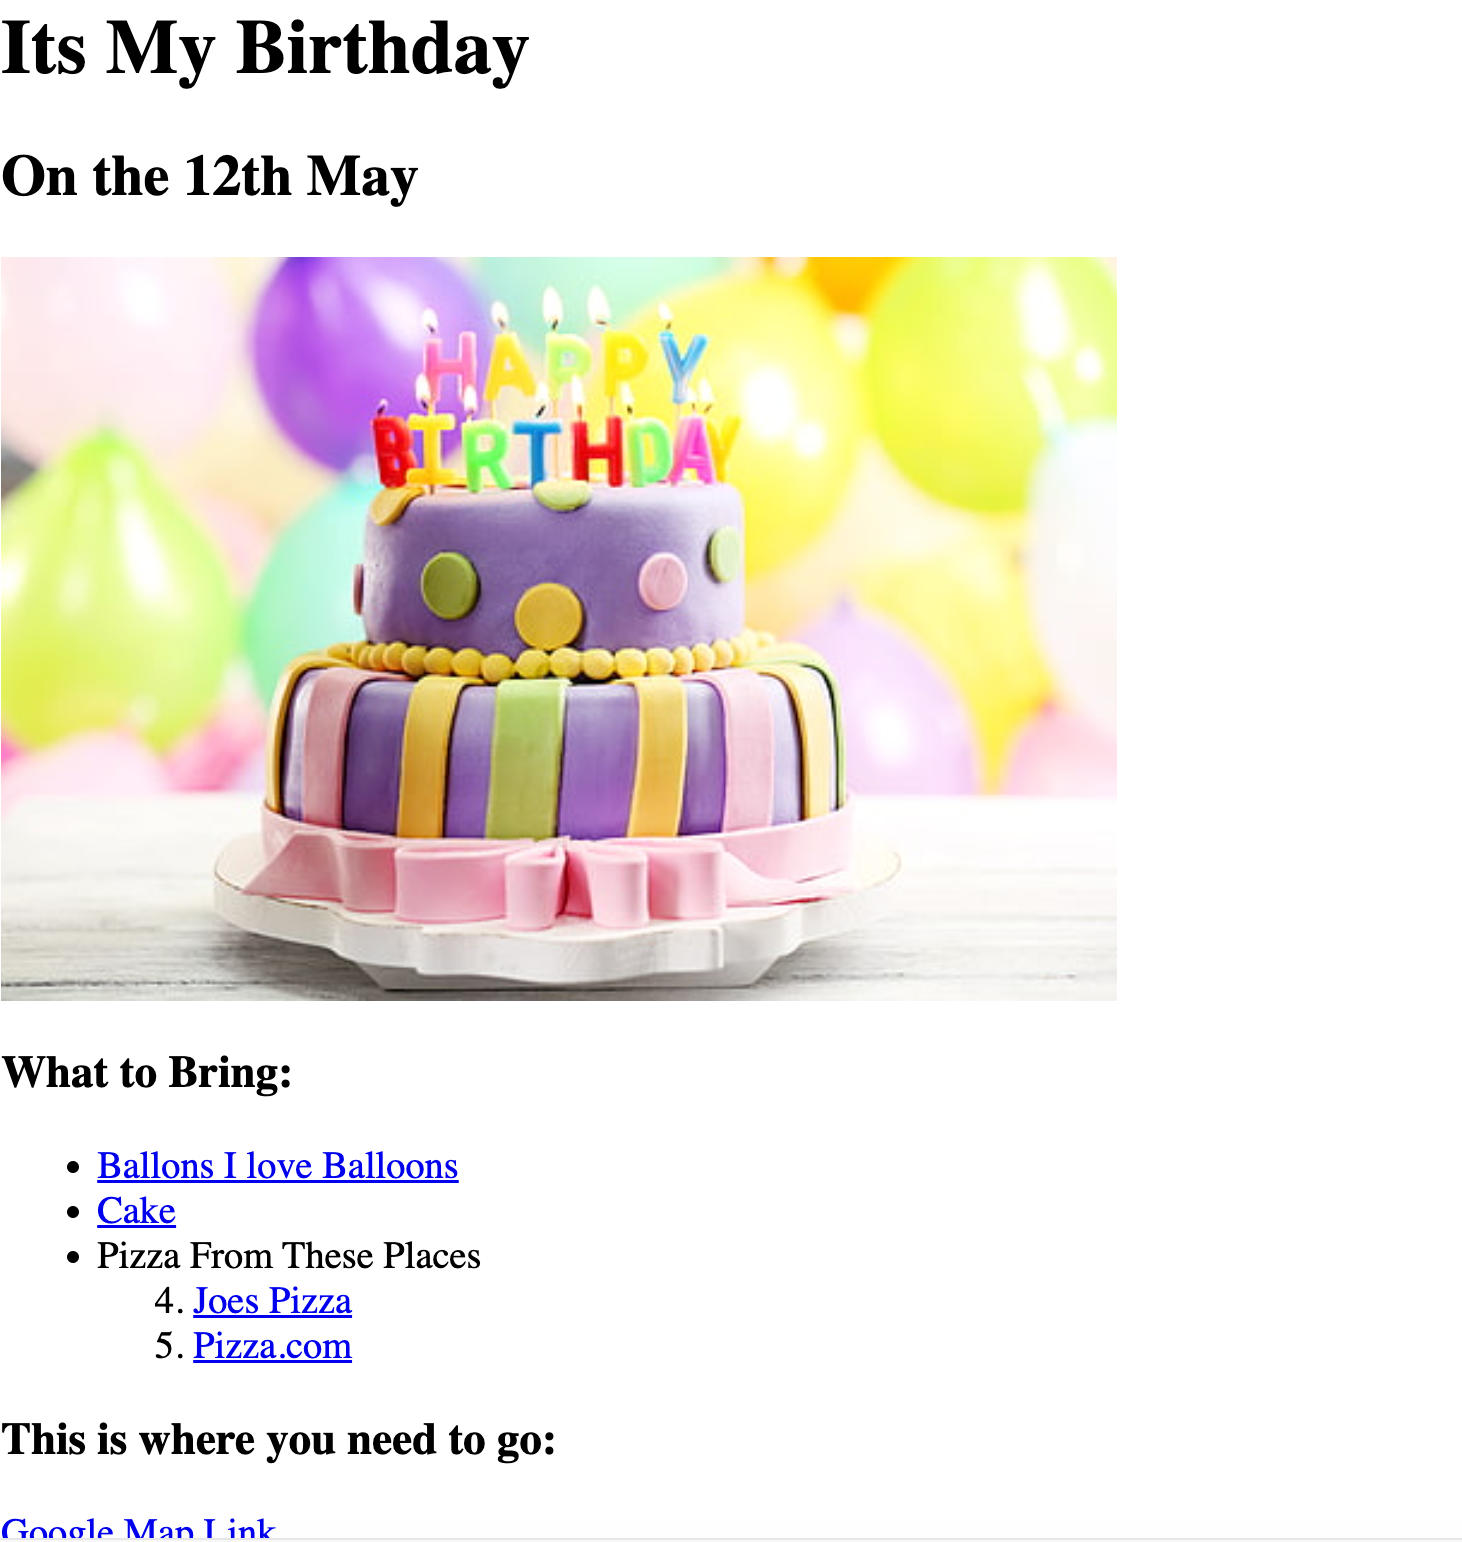 Its My Birthday
On the 12th May
HAPPY
BIRTHDAY
What to Bring:
Ballons I love Balloons
Cake
Pizza From These Places
4. Joes Pizza
5. Pizza.com
This is where you need to go:
Google Map Link